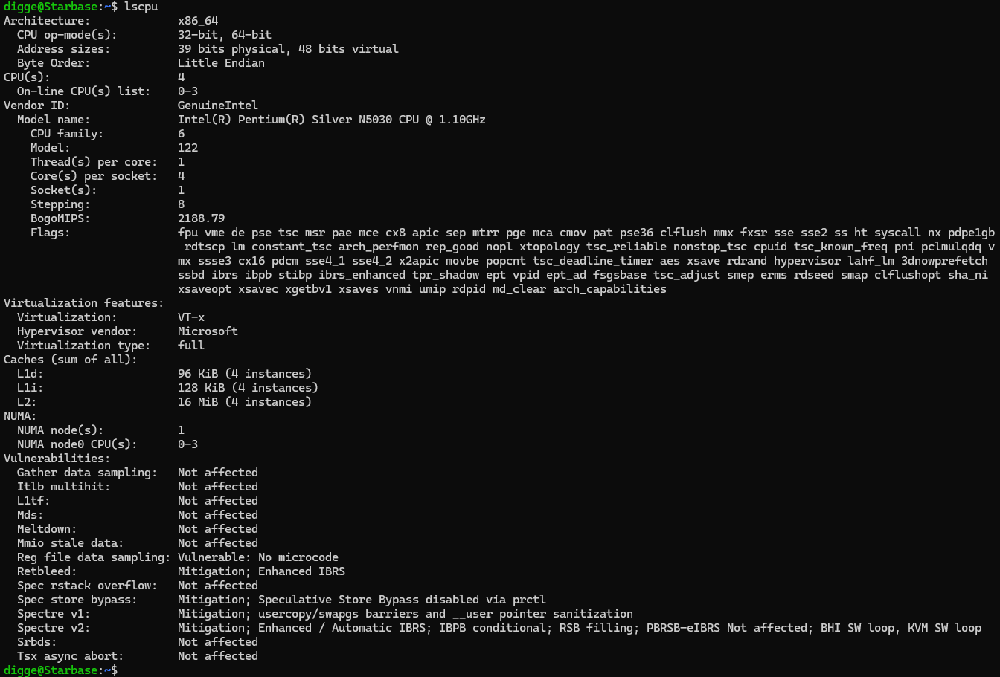 digge@Starbase:~$ lscpu
Architecture: x86_64
CPU op-mode(s): 32-bit, 64-bit
Address sizes: 39 bits physical, 48 bits virtual
Byte Order: Little Endian
CPU(s): 4
On-line CPU(s) list: 0-3
Vendor ID: GenuineIntel
Model name: Intel(R) Pentium(R) Silver N5030 CPU @ 1.10GHz
CPU family: 6
Model: 122
Thread(s) per core: 1
Core(s) per socket: 4
Socket(s): 1
Stepping: 8
BogoMIPS: 2188.79
Flags: fpu vme de pse tsc msr pae mce cx8 apic sep mtrr pge mca cmov pat pse36 clflush mmx fxsr sse sse2 ss ht syscall nx pdpe1gb
rdtscp lm constant_tsc arch_perfmon rep_good nopl xtopology tsc_reliable nonstop_tsc cpuid tsc_known_freq pni pclmulqdq v
mx ssse3 cx16 pdcm sse4_1 sse4_2 x2apic movbe popcnt tsc_deadline_timer aes xsave rdrand hypervisor lahf_lm 3dnowprefetch
ssbd ibrs ibpb stibp ibrs_enhanced tpr_shadow ept vpid ept_ad fsgsbase tsc_adjust smep erms rdseed smap clflushopt sha_ni
xsaveopt xsavec xgetbv1 xsaves vnmi umip rdpid md_clear arch_capabilities
Virtualization features:
Virtualization: VT-x
Hypervisor vendor: Microsoft
Virtualization type: full
Caches (sum of all):
L1d: 96 KiB (4 instances)
L1i: 128 KiB (4 instances)
L2: 16 MiB (4 instances)
NUMA:
NUMA node(s): 1
NUMA node0 CPU(s): 0-3
Vulnerabilities:
Gather data sampling: Not affected
Itlb multihit: Not affected
L1tf: Not affected
Mds: Not affected
Meltdown: Not affected
Mmio stale data: Not affected
Reg file data sampling: Vulnerable: No microcode
Retbleed: Mitigation; Enhanced IBRS
Spec rstack overflow: Not affected
Spec store bypass: Mitigation; Speculative Store Bypass disabled via prctl
Spectre v1: Mitigation; usercopy/swapgs barriers and __user pointer sanitization
Spectre v2: Mitigation; Enhanced / Automatic IBRS; IBPB conditional; RSB filling; PBRSB-eIBRS Not affected; BHI SW loop, KVM SW loop
Srbds: Not affected
Tsx async abort: Not affected
digge@Starbase:~$